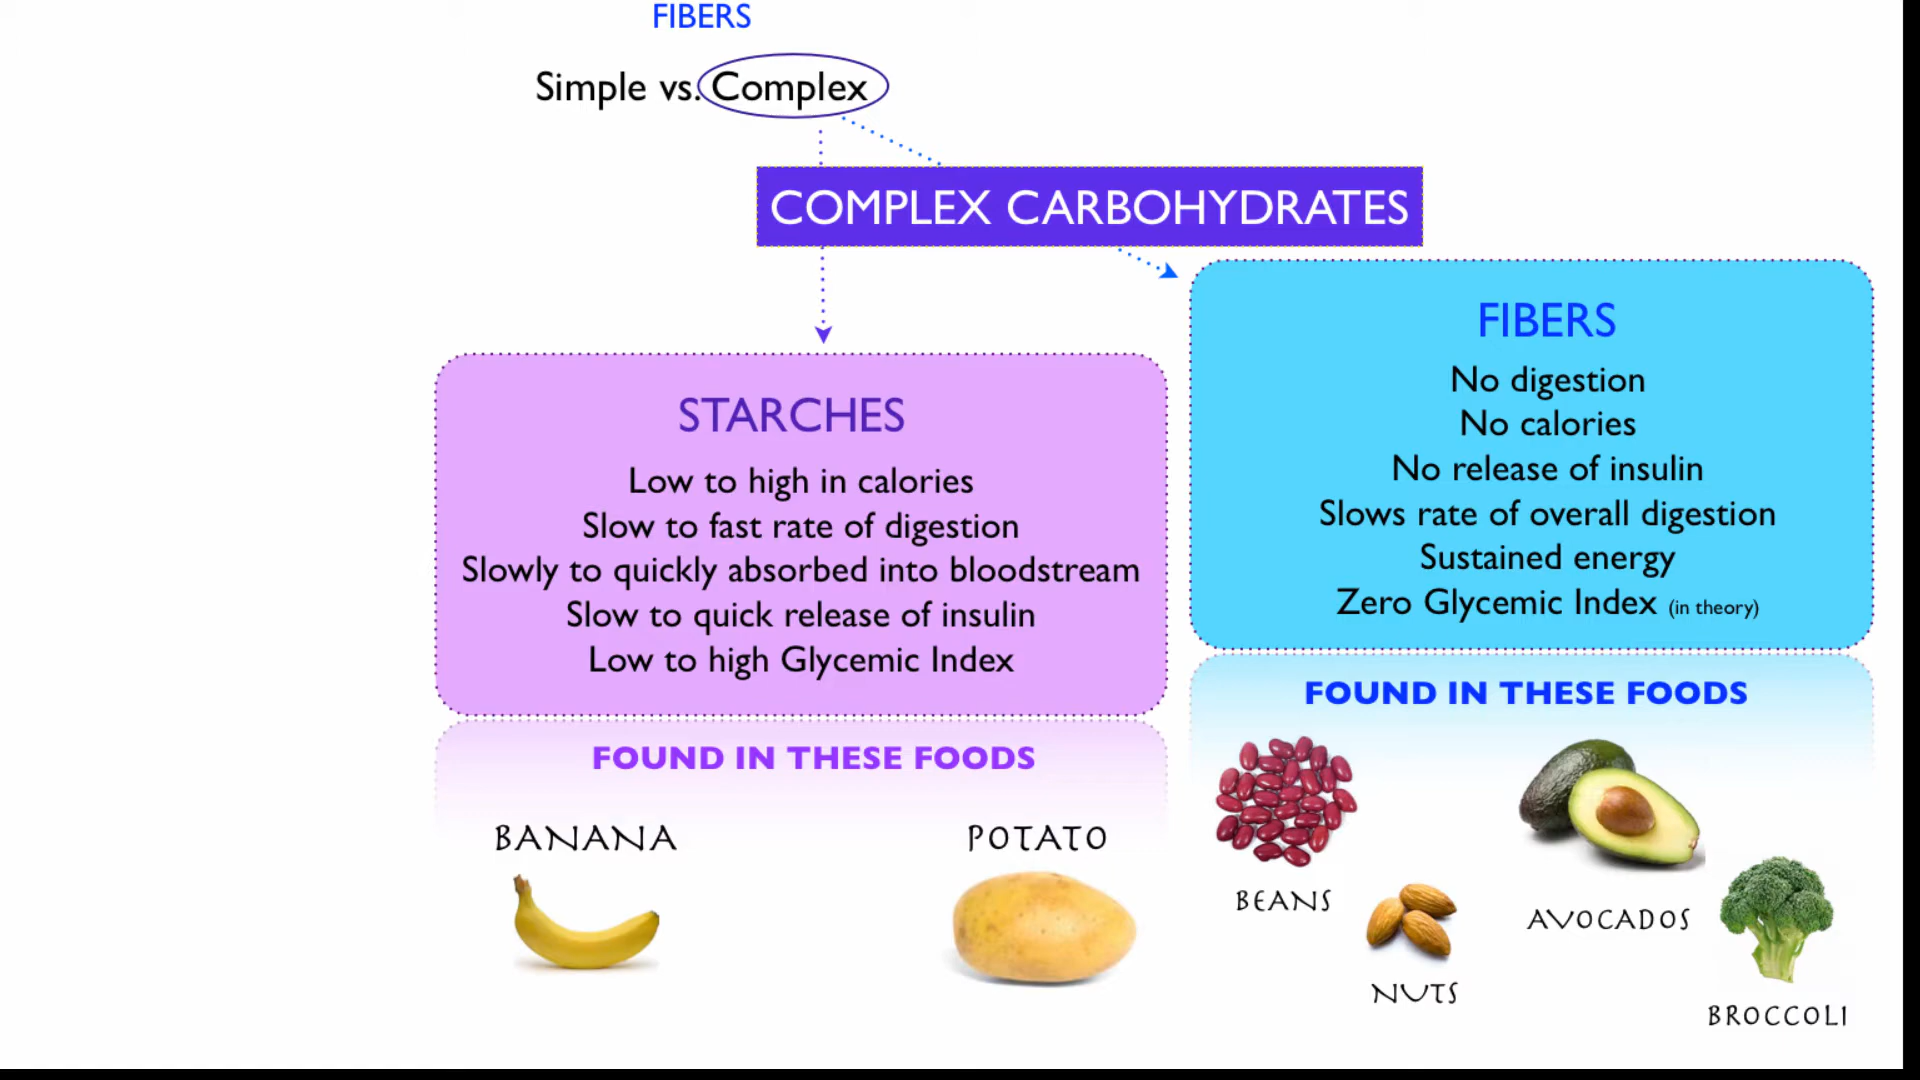 FIBERS
Simple vs. Complex
COMPLEX CARBOHYDRATES
STARCHES
Low to high in calories
Slow to fast rate of digestion
Slowly to quickly absorbed into bloodstream
Slow to quick release of insulin
Low to high Glycemic Index
FOUND IN THESE FOODS
BANANA
POTATO
FIBERS
No digestion
No calories
No release of insulin
Slows rate of overall digestion
Sustained energy
Zero Glycemic Index (in theory)
FOUND IN THESE FOODS
BEANS
NUTS
AVOCADOS
BROCCOLI